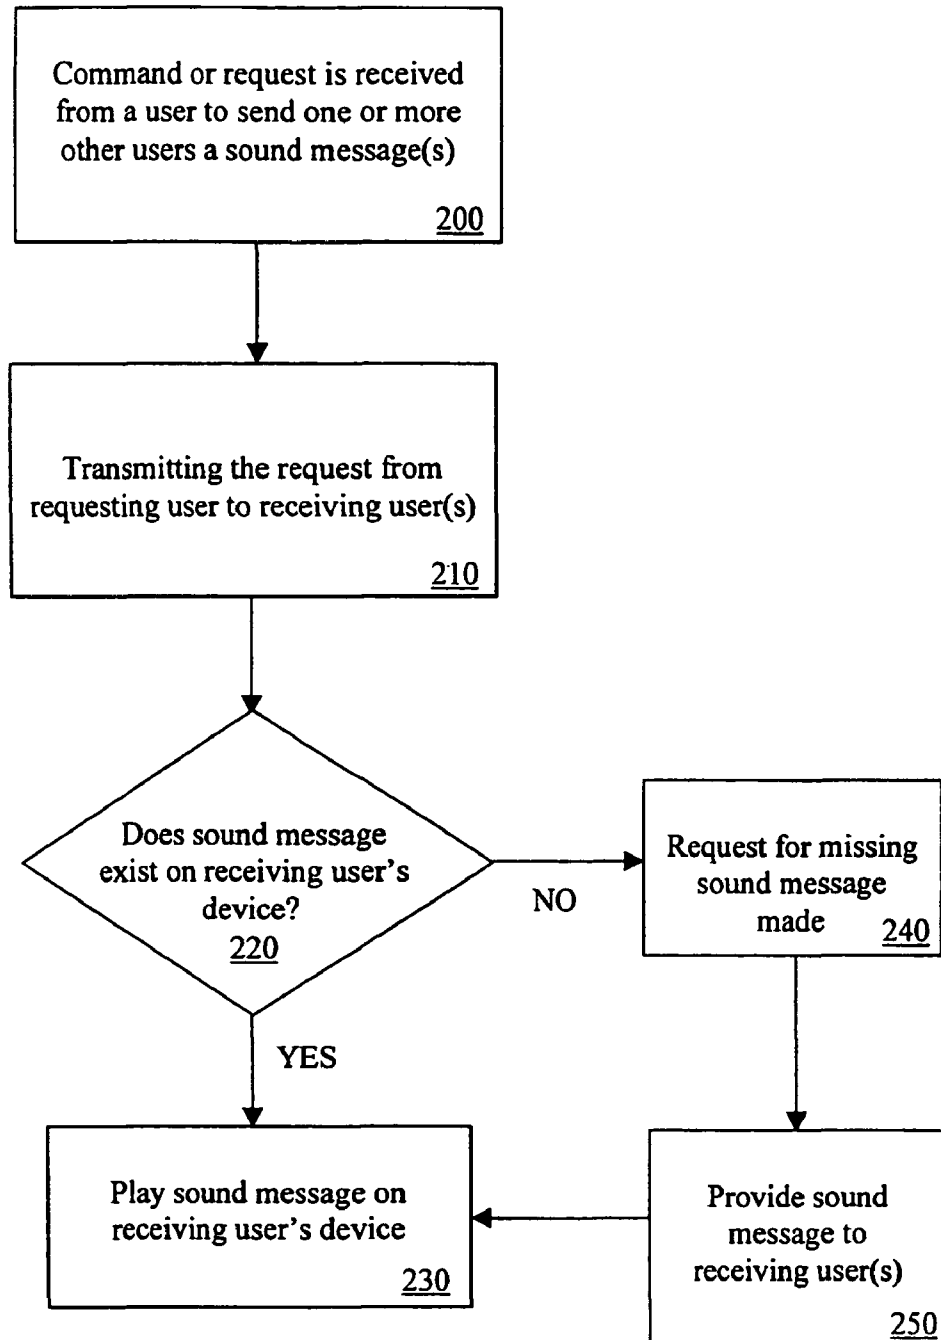 Command or request is received
from a user to send one or more
other users a sound message(s)
200
Transmitting the request from
requesting user to receiving user(s)
210
Does sound message
exist on receiving user's
device?
220
NO
Request for missing
sound message
made
240
YES
Play sound message on
receiving user's device
230
Provide sound
message to
receiving user(s)
250